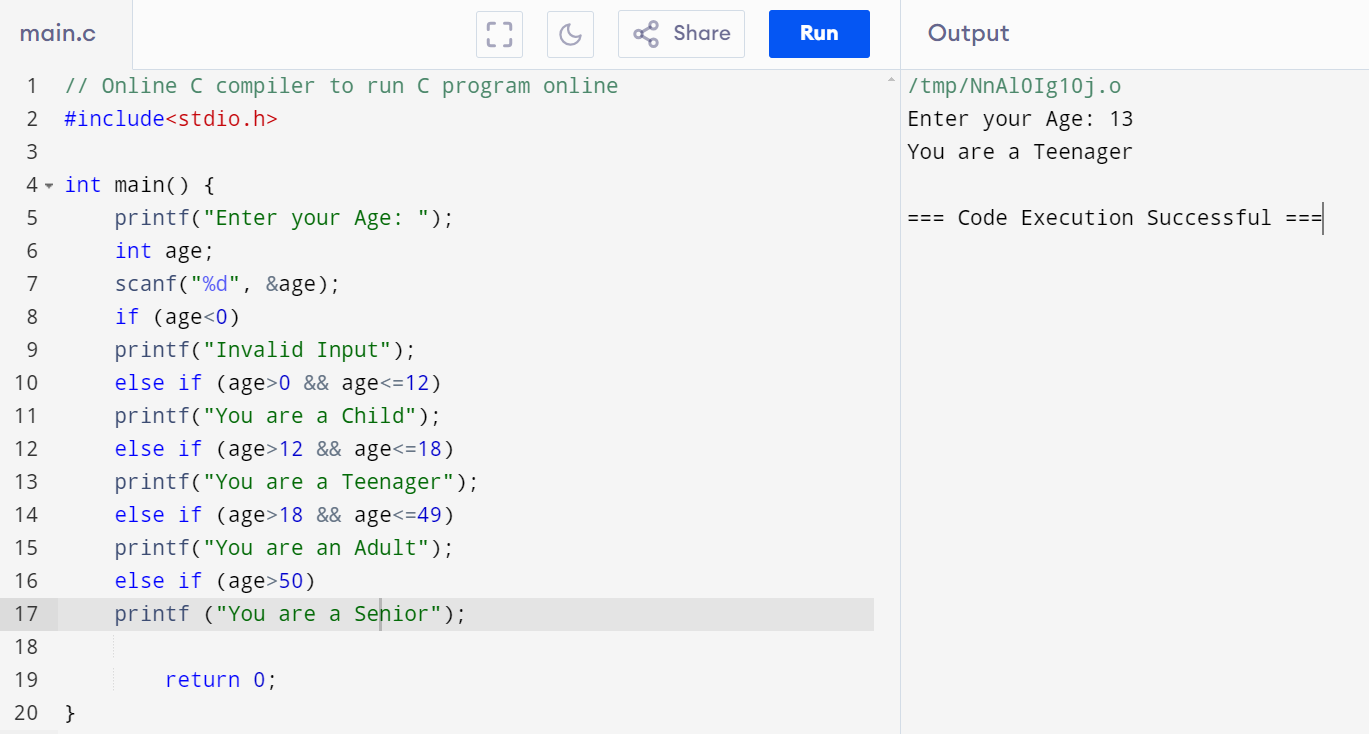 main.c
Share
Run
Output
1 // Online C compiler to run C program online
2 #include<stdio.h>
3
4 int main() {
5     printf("Enter your Age: ");
6     int age;
7     scanf("%d", &age);
8     if (age<0)
9     printf("Invalid Input");
10     else if (age>0 && age<=12)
11     printf("You are a Child");
12     else if (age>12 && age<=18)
13     printf("You are a Teenager");
14     else if (age>18 && age<=49)
15     printf("You are an Adult");
16     else if (age>50)
17     printf ("You are a Senior");
18
19         return 0;
20 }
/tmp/NnAl0Ig10j.o
Enter your Age: 13
You are a Teenager
=== Code Execution Successful ===